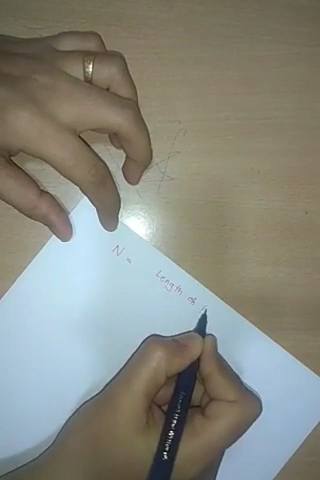 N = Length of